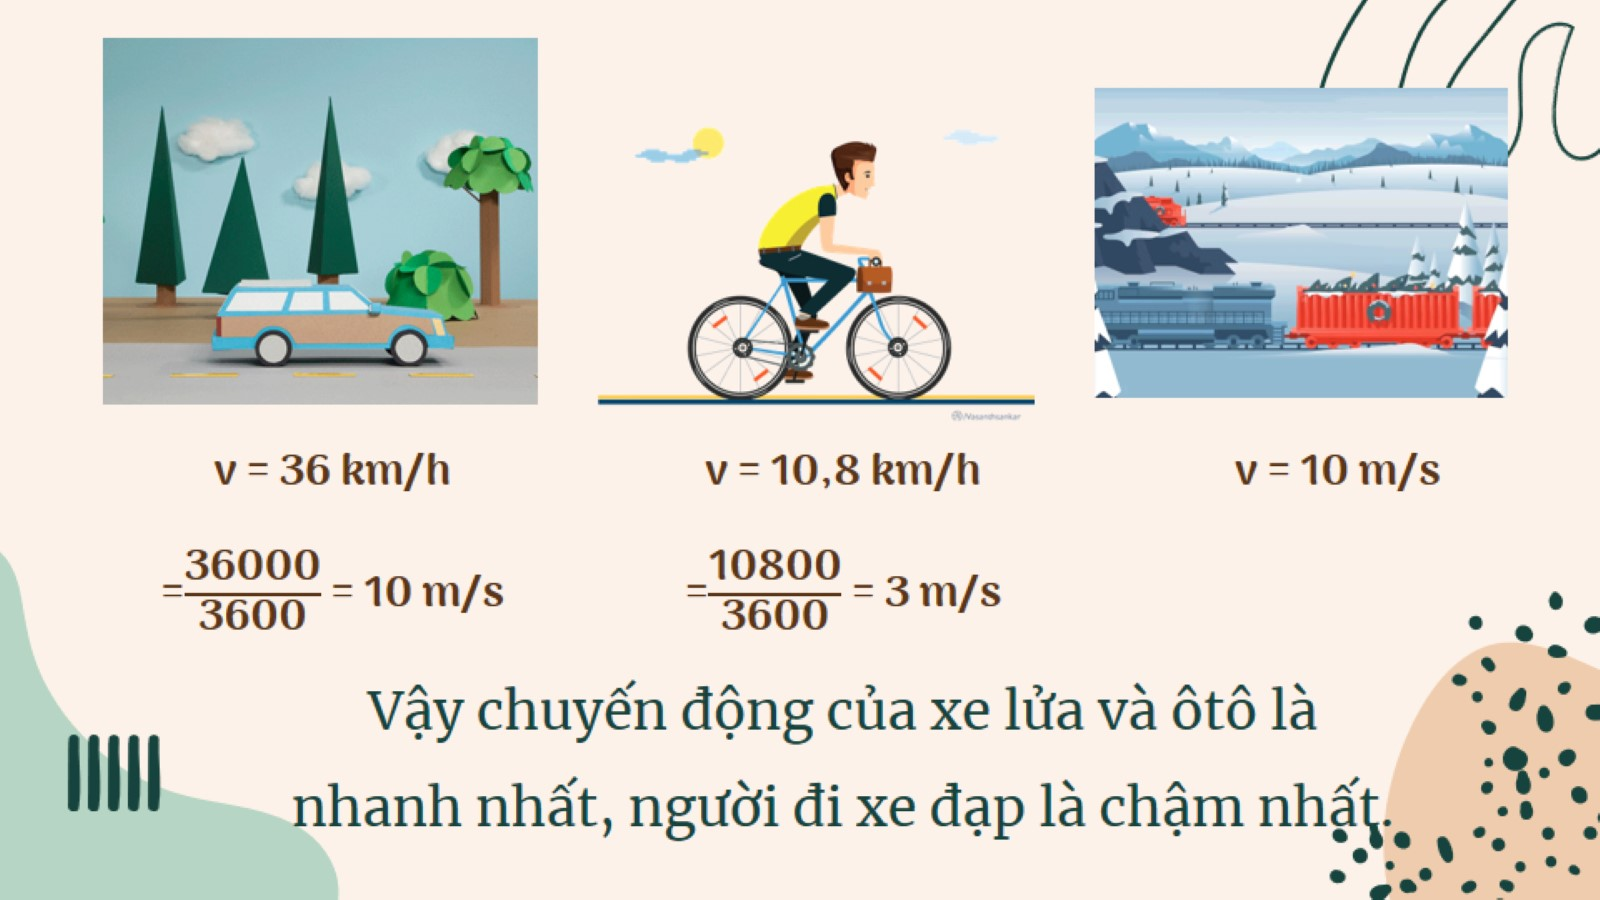 v = 36 km/h
v = 10,8 km/h
v = 10 m/s
= 36000/3600 = 10 m/s
= 10800/3600 = 3 m/s
Vậy chuyến động của xe lửa và ôtô là
nhanh nhất, người đi xe đạp là chậm nhất.